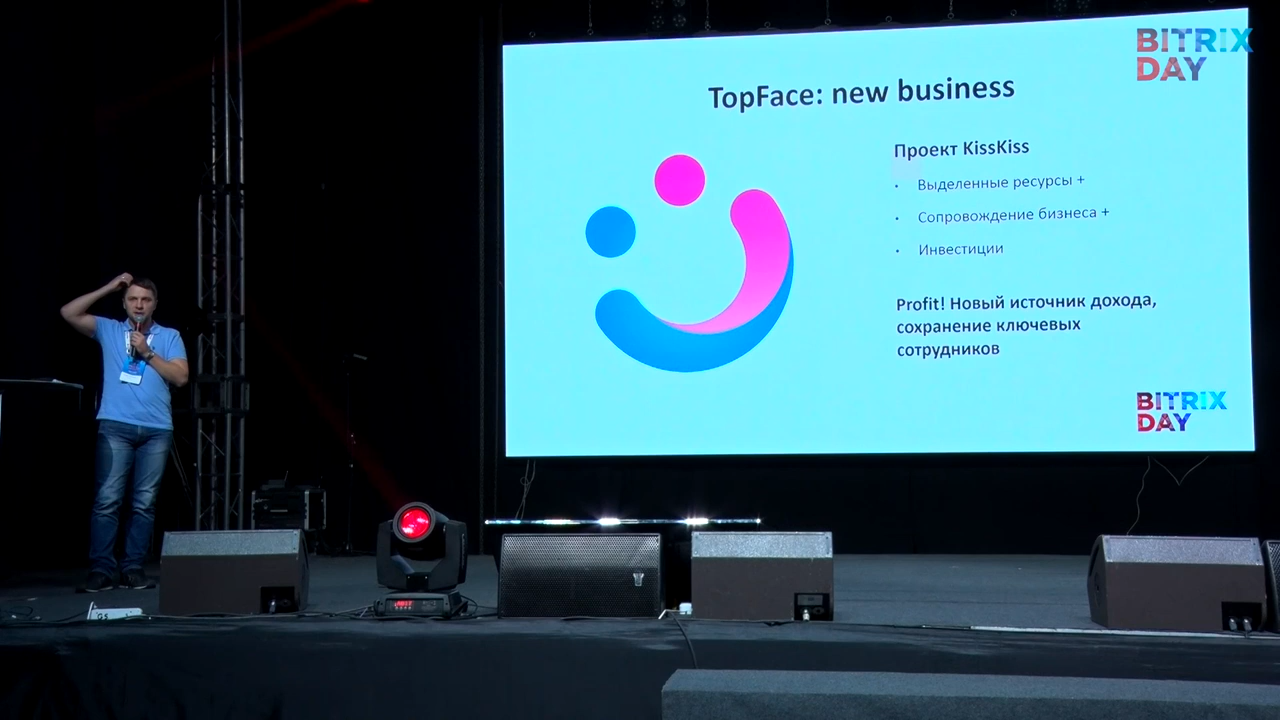 BITRIX
DAY
TopFace: new business
Проект KissKiss
• Выделенные ресурсы +
• Сопровождение бизнеса +
• Инвестиции
Profit! Новый источник дохода,
сохранение ключевых
сотрудников
BITRIX
DAY